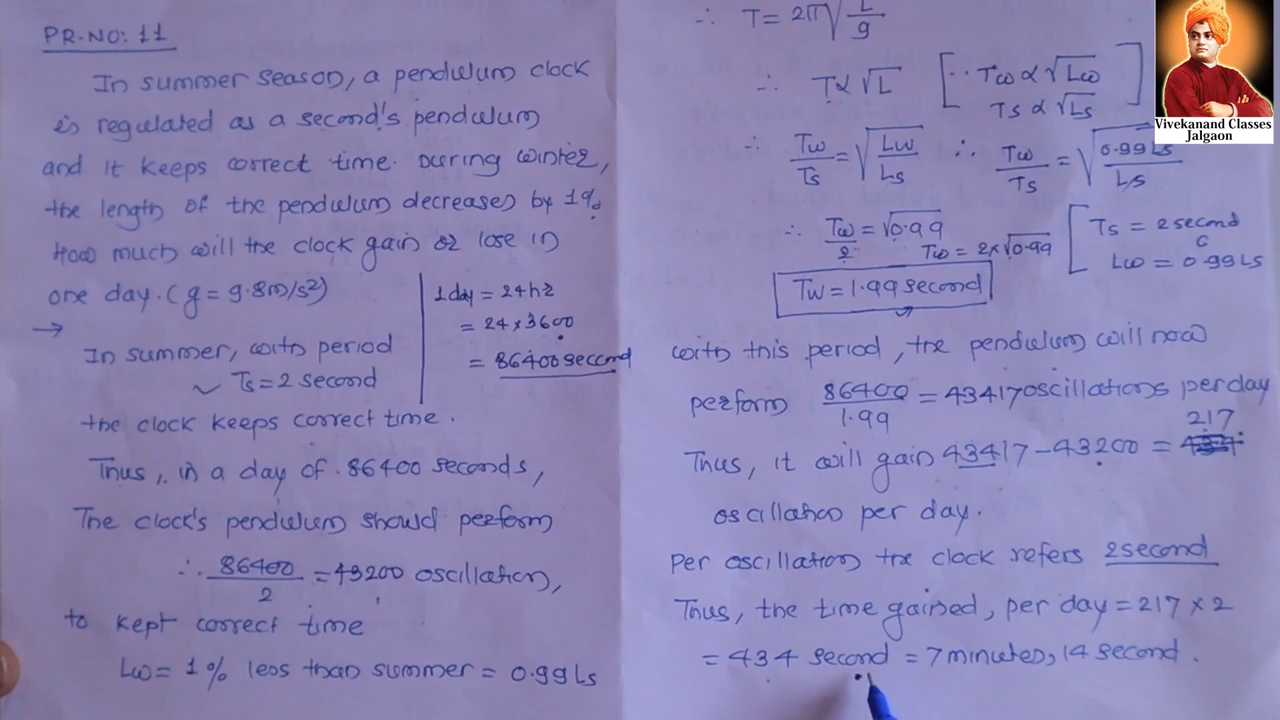 PR.NO: 11
In summer season, a pendulum clock
is regulated as a second's pendulum
and it keeps correct time. During winter,
the length of the pendulum decreases by 1%
How much will the clock gain or lose in
one day. (g = 9.8m/s²)
→
In summer, with period
Ts = 2 second
1 day = 24 hr
= 24 × 3600
= 86400 second
the clock keeps correct time.
Thus, in a day of 86400 seconds,
The clock's pendulum should perform
∴ 86400/2 = 43200 oscillation,
to kept correct time
Lw = 1% less than summer = 0.99 Ls
∴ T = 2π√(L/g)
∴ T ∝ √L [∵ Tw ∝ √Lw
Ts ∝ √Ls]
∴ Tw/Ts = √(Lw/Ls) ∴ Tw/Ts = √(0.99 Ls/Ls)
∴ Tw/2 = √0.99 Tw = 2×√0.99 [Ts = 2 second
Lw = 0.99 Ls
Tw = 1.99 second
with this period, the pendulum will now
perform 86400/1.99 = 43417 oscillations per day
Thus, it will gain 43417 - 43200 = 217
oscillation per day.
Per oscillation the clock refers 2 second
Thus, the time gained, per day = 217 × 2
= 434 second = 7 minutes, 14 second.
Vivekanand Classes
Jalgaon